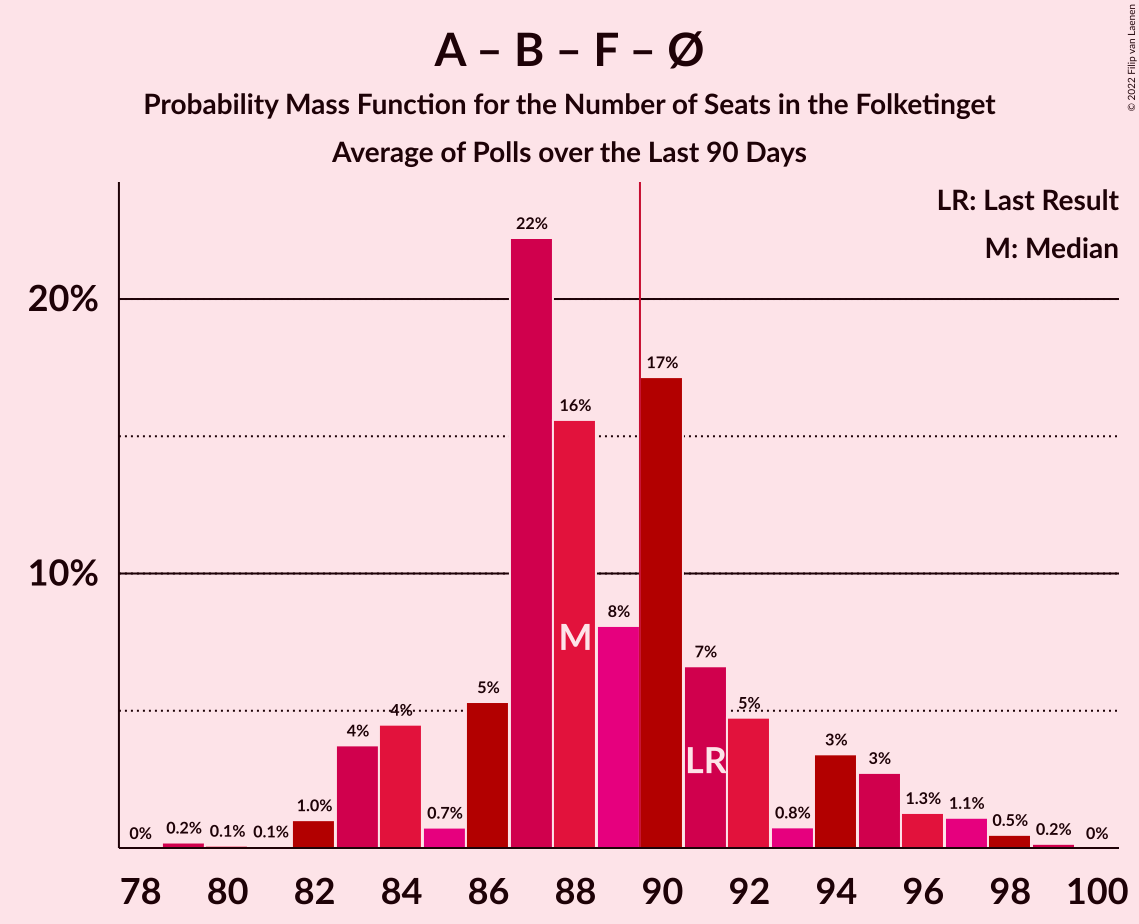 A – B – F – Ø
Probability Mass Function for the Number of Seats in the Folketinget
Average of Polls over the Last 90 Days
© 2022 Filip van Laenen
LR: Last Result
M: Median
20%
10%
0%
0.2%
0.1%
0.1%
1.0%
4%
4%
0.7%
5%
22%
16%
8%
17%
7%
5%
0.8%
3%
3%
1.3%
1.1%
0.5%
0.2%
0%
M
LR
78 80 82 84 86 88 90 92 94 96 98 100